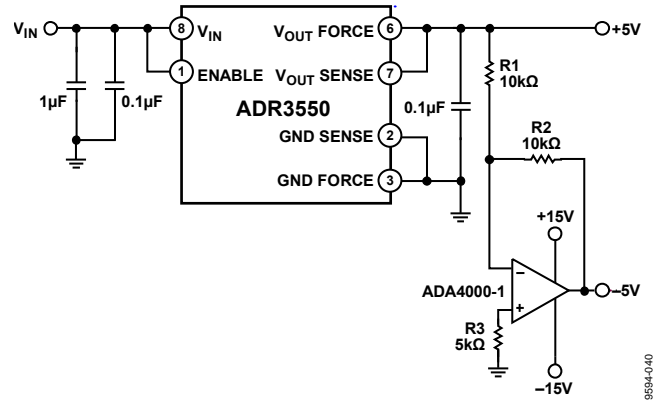 VIN
8
VIN
VOUT FORCE
6
+5V
1
ENABLE
VOUT SENSE
7
R1
10kΩ
1µF
0.1µF
ADR3550
0.1µF
GND SENSE
2
R2
10kΩ
GND FORCE
3
+15V
ADA4000-1
−
+
–5V
R3
5kΩ
–15V
9594-040